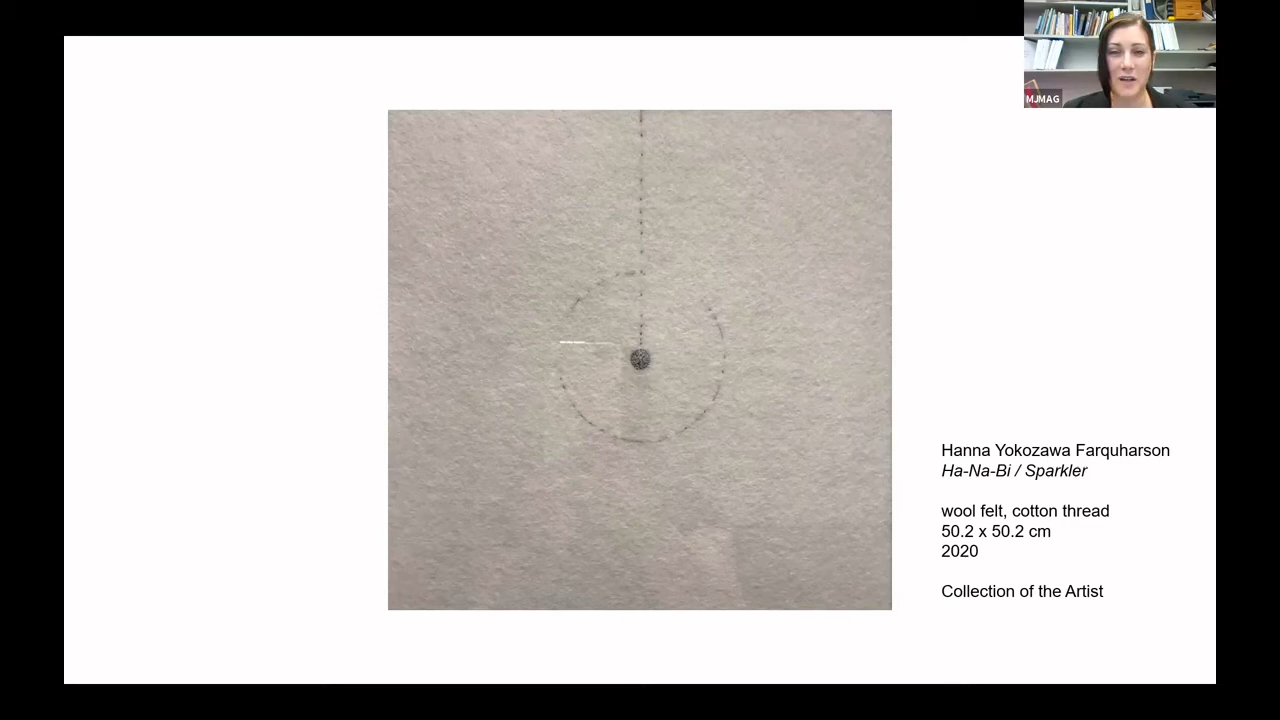 MJMAG
Hanna Yokozawa Farquharson
Ha-Na-Bi / Sparkler
wool felt, cotton thread
50.2 x 50.2 cm
2020
Collection of the Artist